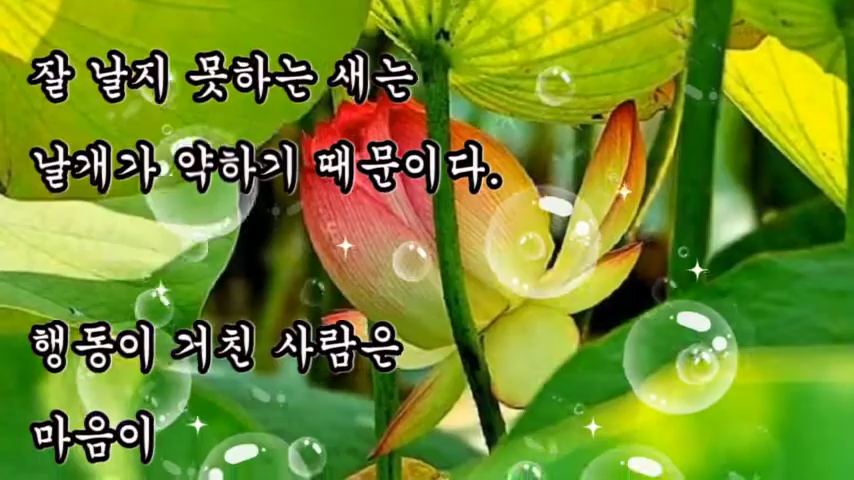 잘 날지 못하는 새는
날개가 약하기 때문이다.
행동이 거친 사람은
마음이